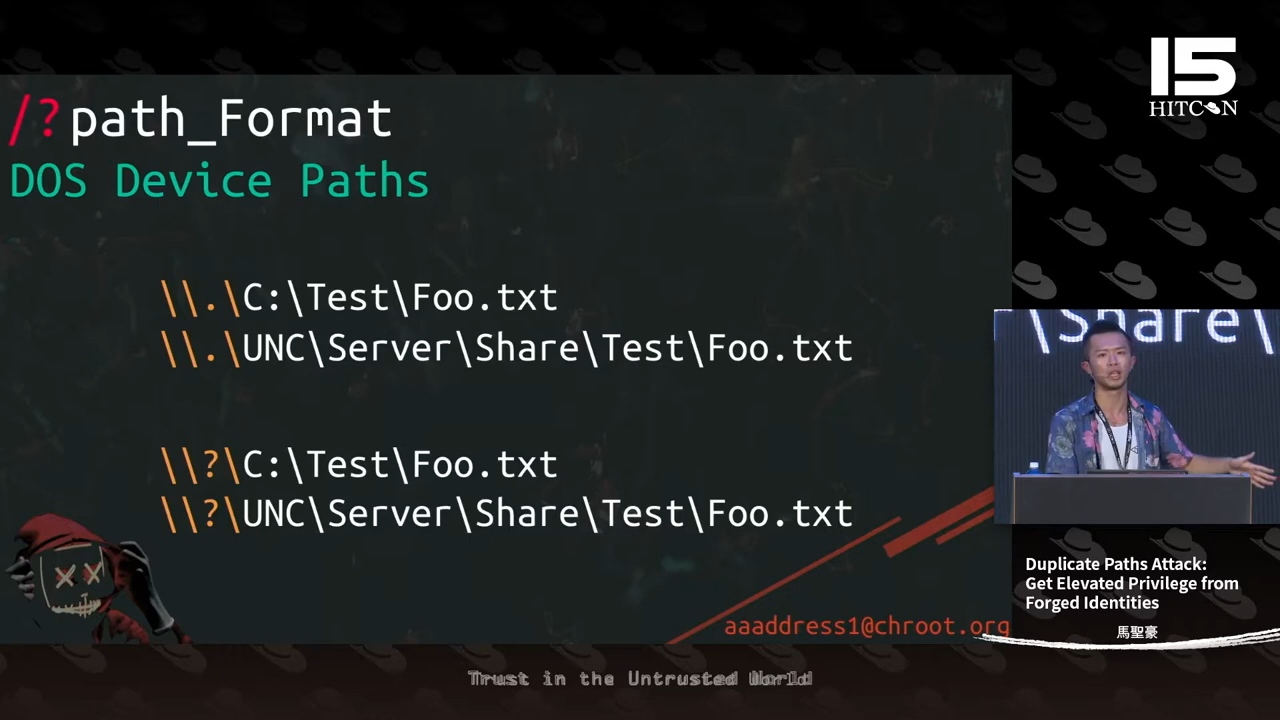 /?path_Format
DOS Device Paths
\\.\C:\Test\Foo.txt
\\.\UNC\Server\Share\Test\Foo.txt
\\?\C:\Test\Foo.txt
\\?\UNC\Server\Share\Test\Foo.txt
aaaddress1@chroot.org
15
HITCON
\Share\
Duplicate Paths Attack:
Get Elevated Privilege from
Forged Identities
馬聖豪
Trust in the Untrusted World